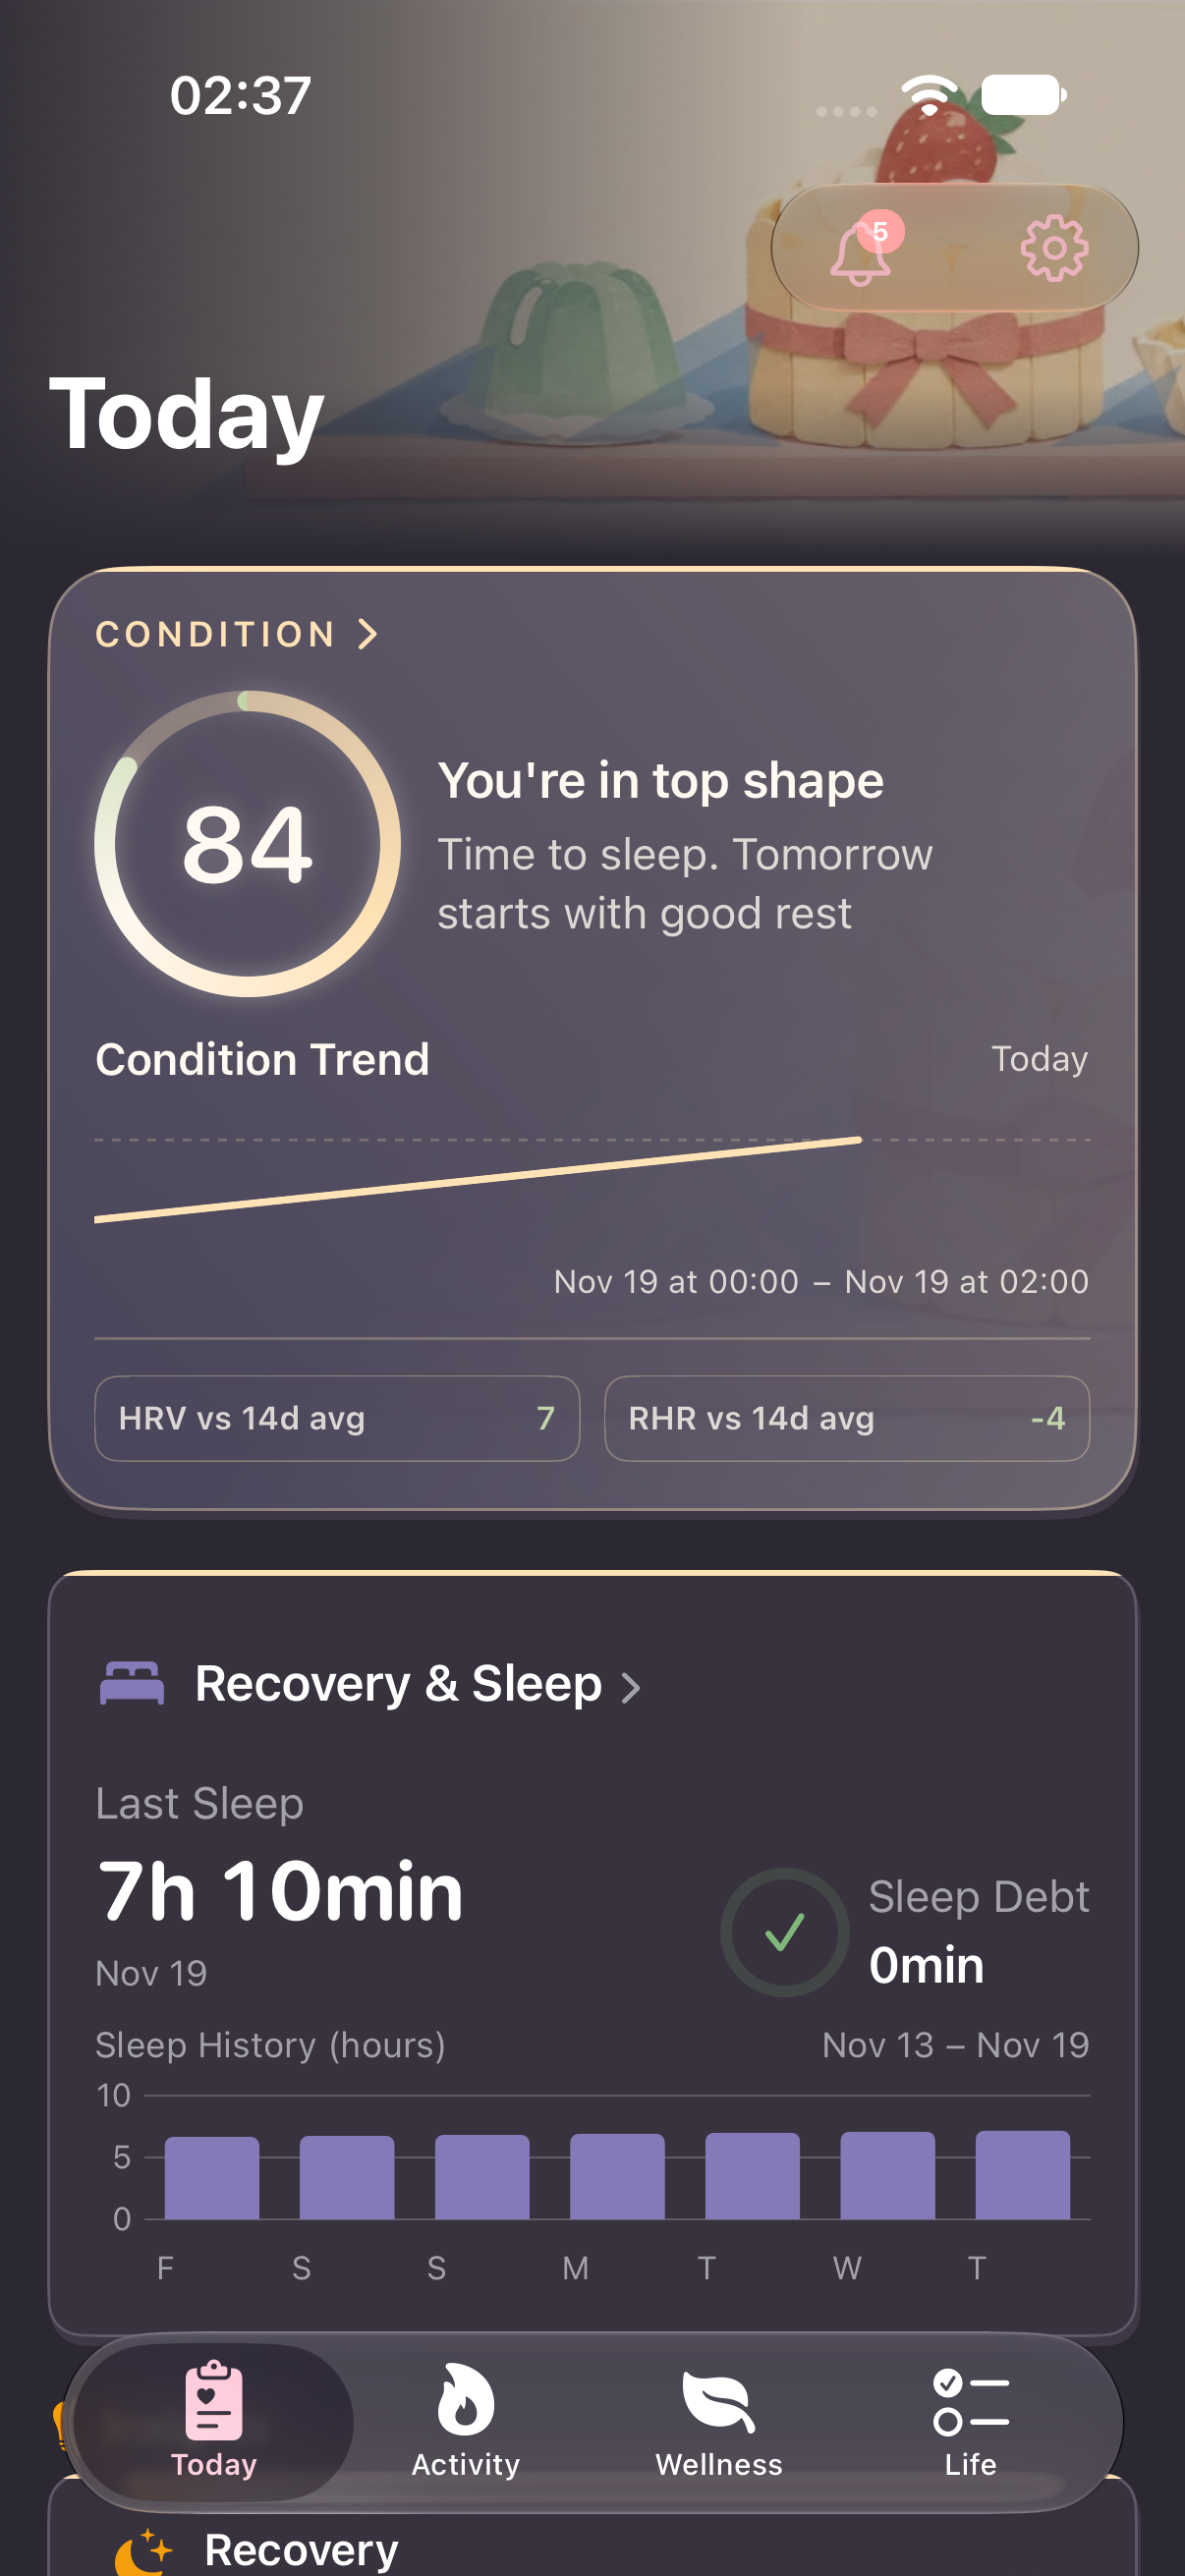 02:37
5
Today
CONDITION
84
You're in top shape
Time to sleep. Tomorrow
starts with good rest
Condition Trend
Today
Nov 19 at 00:00 – Nov 19 at 02:00
HRV vs 14d avg 7
RHR vs 14d avg -4
Recovery & Sleep
Last Sleep
7h 10min
Nov 19
Sleep Debt
0min
Sleep History (hours)
Nov 13 – Nov 19
10
5
0
F S S M T W T
Today
Activity
Wellness
Life
Recovery